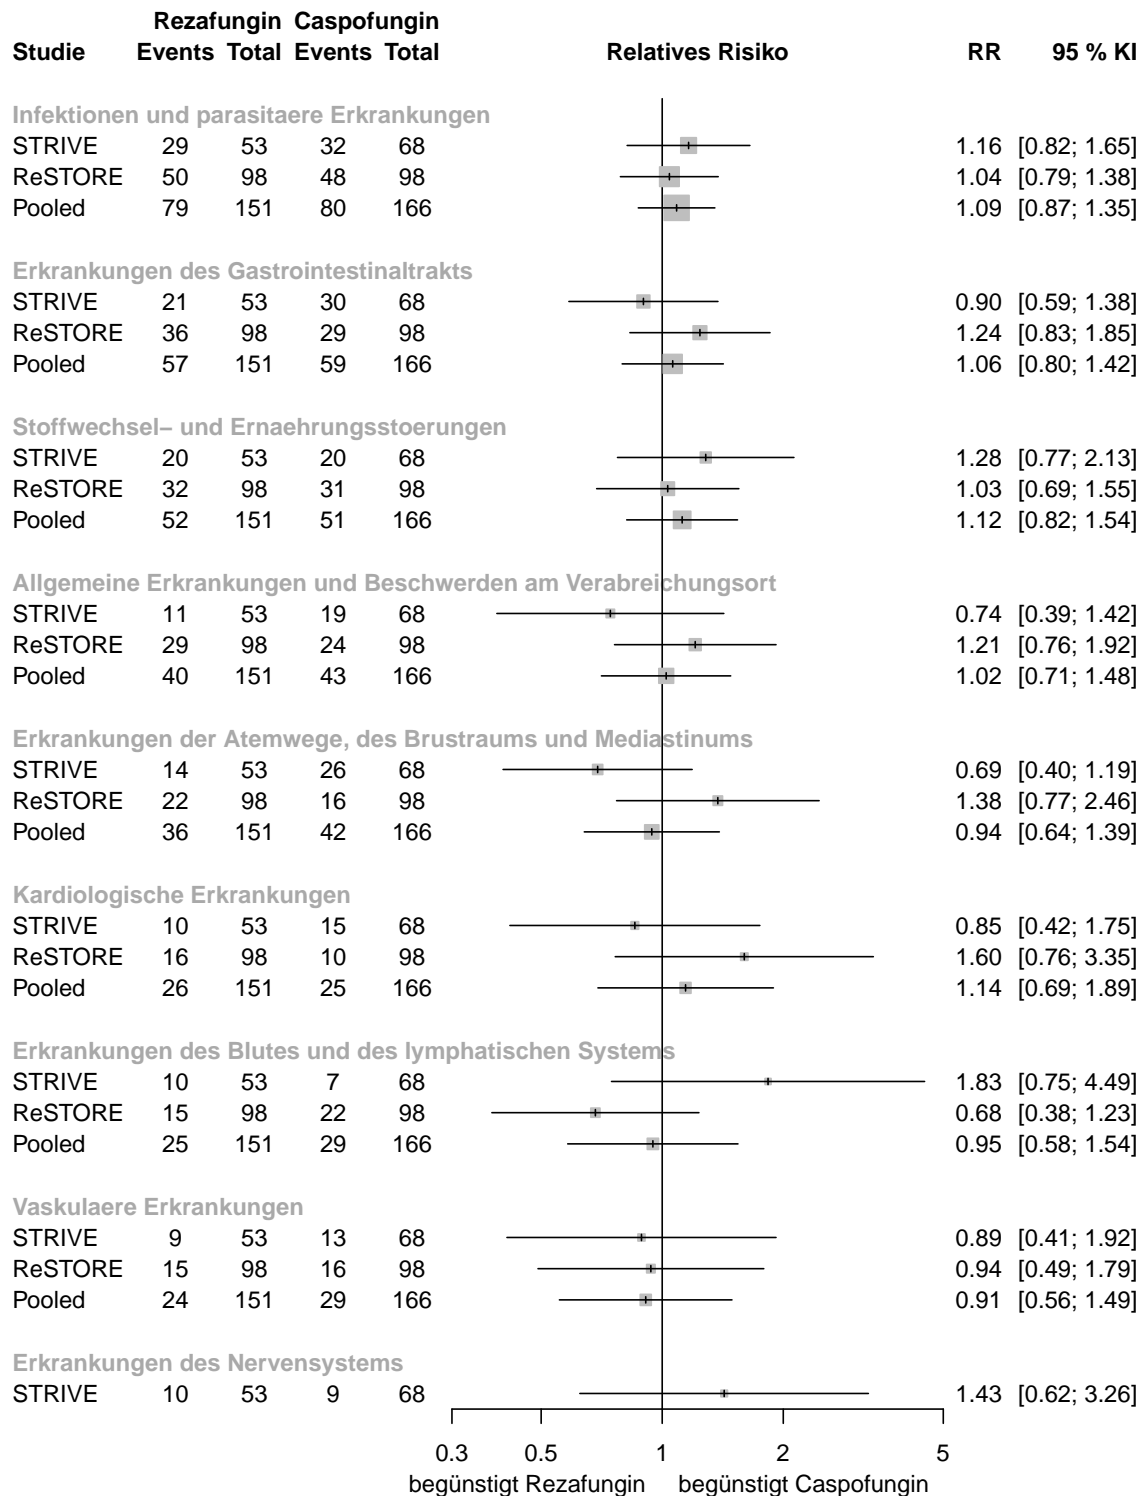 Rezafungin Caspofungin
Studie Events Total Events Total Relatives Risiko RR 95 % KI
Infektionen und parasitaere Erkrankungen
STRIVE 29 53 32 68 1.16 [0.82; 1.65]
ReSTORE 50 98 48 98 1.04 [0.79; 1.38]
Pooled 79 151 80 166 1.09 [0.87; 1.35]
Erkrankungen des Gastrointestinaltrakts
STRIVE 21 53 30 68 0.90 [0.59; 1.38]
ReSTORE 36 98 29 98 1.24 [0.83; 1.85]
Pooled 57 151 59 166 1.06 [0.80; 1.42]
Stoffwechsel− und Ernaehrungsstoerungen
STRIVE 20 53 20 68 1.28 [0.77; 2.13]
ReSTORE 32 98 31 98 1.03 [0.69; 1.55]
Pooled 52 151 51 166 1.12 [0.82; 1.54]
Allgemeine Erkrankungen und Beschwerden am Verabreichungsort
STRIVE 11 53 19 68 0.74 [0.39; 1.42]
ReSTORE 29 98 24 98 1.21 [0.76; 1.92]
Pooled 40 151 43 166 1.02 [0.71; 1.48]
Erkrankungen der Atemwege, des Brustraums und Mediastinums
STRIVE 14 53 26 68 0.69 [0.40; 1.19]
ReSTORE 22 98 16 98 1.38 [0.77; 2.46]
Pooled 36 151 42 166 0.94 [0.64; 1.39]
Kardiologische Erkrankungen
STRIVE 10 53 15 68 0.85 [0.42; 1.75]
ReSTORE 16 98 10 98 1.60 [0.76; 3.35]
Pooled 26 151 25 166 1.14 [0.69; 1.89]
Erkrankungen des Blutes und des lymphatischen Systems
STRIVE 10 53 7 68 1.83 [0.75; 4.49]
ReSTORE 15 98 22 98 0.68 [0.38; 1.23]
Pooled 25 151 29 166 0.95 [0.58; 1.54]
Vaskulaere Erkrankungen
STRIVE 9 53 13 68 0.89 [0.41; 1.92]
ReSTORE 15 98 16 98 0.94 [0.49; 1.79]
Pooled 24 151 29 166 0.91 [0.56; 1.49]
Erkrankungen des Nervensystems
STRIVE 10 53 9 68 1.43 [0.62; 3.26]
0.3 0.5 1 2 5
begünstigt Rezafungin begünstigt Caspofungin